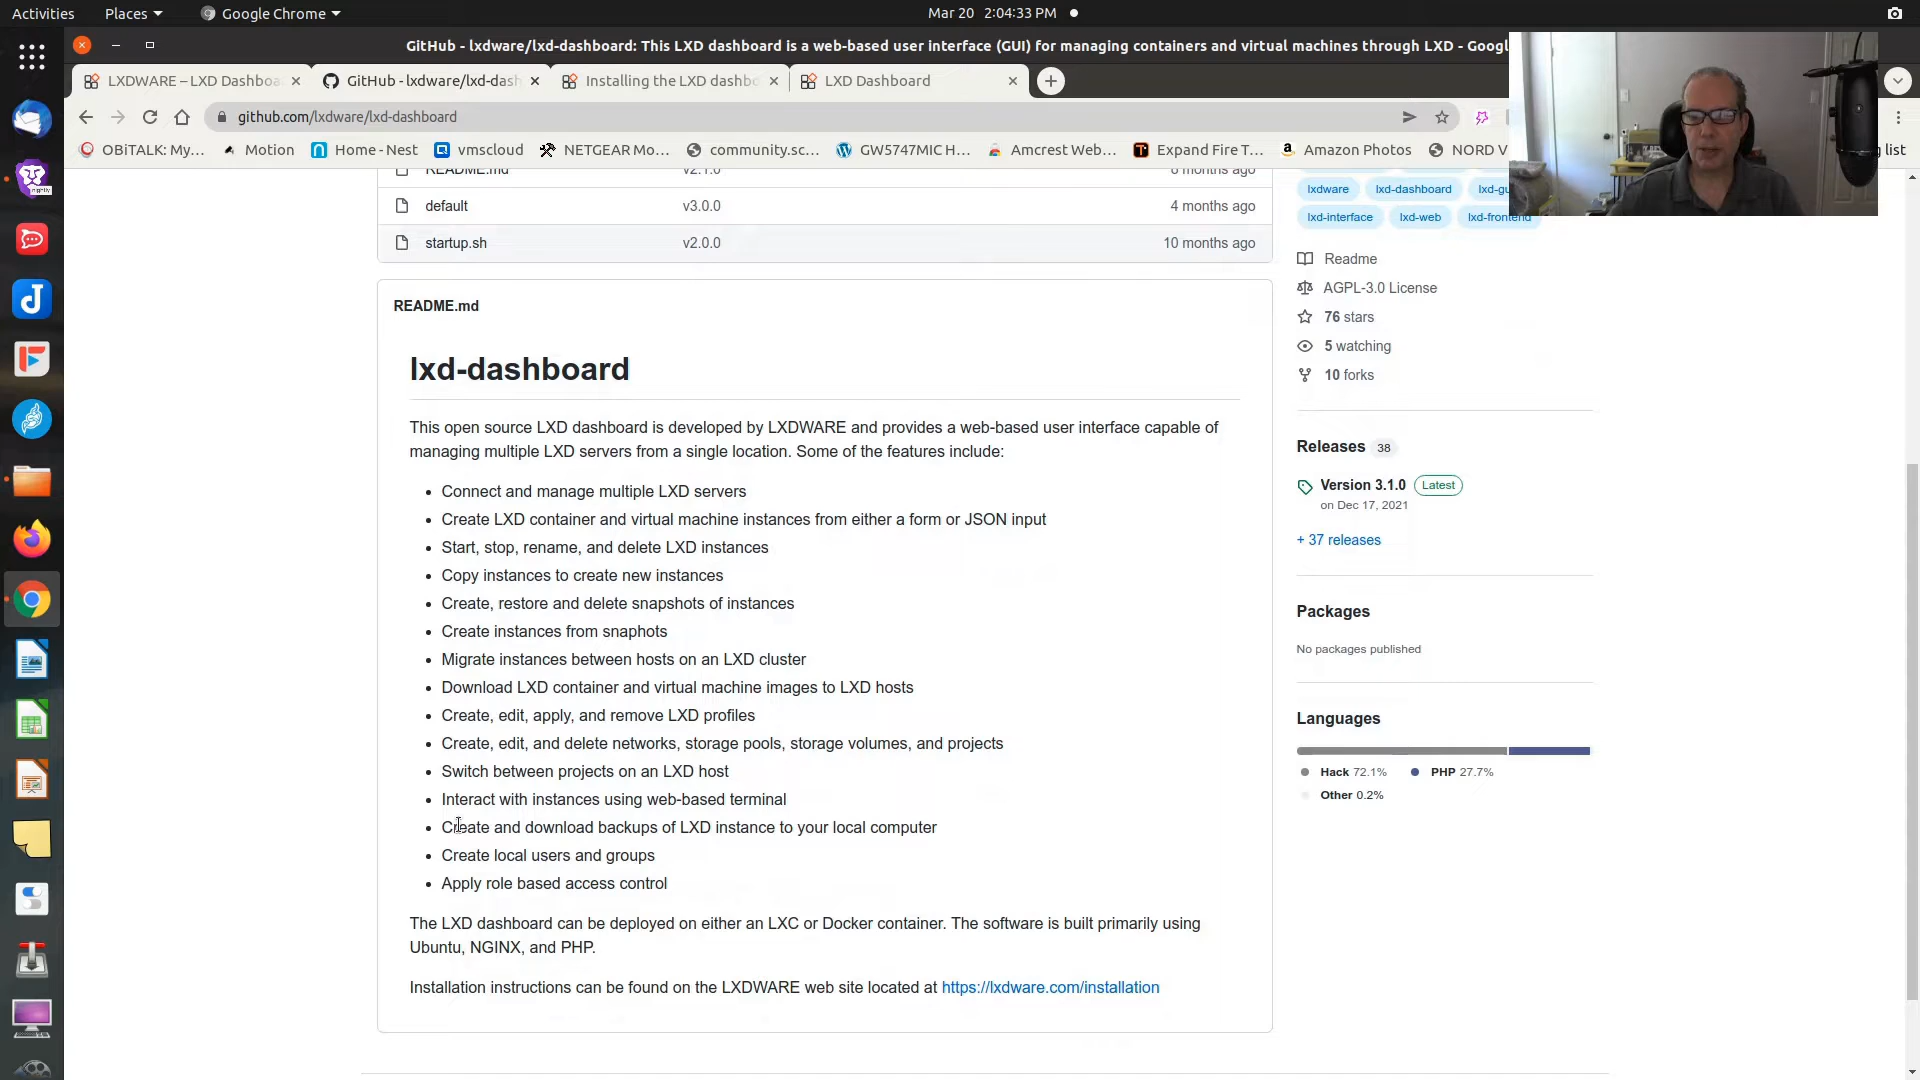 Activities Places Google Chrome Mar 20 2:04:33 PM
GitHub - lxdware/lxd-dashboard: This LXD dashboard is a web-based user interface (GUI) for managing containers and virtual machines through LXD - Googl
LXDWARE – LXD Dashboa
GitHub - lxdware/lxd-dash
Installing the LXD dashbo
LXD Dashboard
github.com/lxdware/lxd-dashboard
OBiTALK: My... Motion Home - Nest vmscloud NETGEAR Mo... community.sc... GW5747MIC H... Amcrest Web... Expand Fire T... Amazon Photos NORD V g list
README.md v2.1.0 6 months ago
default v3.0.0 4 months ago
startup.sh v2.0.0 10 months ago
README.md
lxd-dashboard
This open source LXD dashboard is developed by LXDWARE and provides a web-based user interface capable of
managing multiple LXD servers from a single location. Some of the features include:
Connect and manage multiple LXD servers
Create LXD container and virtual machine instances from either a form or JSON input
Start, stop, rename, and delete LXD instances
Copy instances to create new instances
Create, restore and delete snapshots of instances
Create instances from snaphots
Migrate instances between hosts on an LXD cluster
Download LXD container and virtual machine images to LXD hosts
Create, edit, apply, and remove LXD profiles
Create, edit, and delete networks, storage pools, storage volumes, and projects
Switch between projects on an LXD host
Interact with instances using web-based terminal
Create and download backups of LXD instance to your local computer
Create local users and groups
Apply role based access control
The LXD dashboard can be deployed on either an LXC or Docker container. The software is built primarily using
Ubuntu, NGINX, and PHP.
Installation instructions can be found on the LXDWARE web site located at https://lxdware.com/installation
lxdware lxd-dashboard lxd-gu
lxd-interface lxd-web lxd-frontend
Readme
AGPL-3.0 License
76 stars
5 watching
10 forks
Releases 38
Version 3.1.0 Latest
on Dec 17, 2021
+ 37 releases
Packages
No packages published
Languages
Hack 72.1% PHP 27.7%
Other 0.2%
nightly